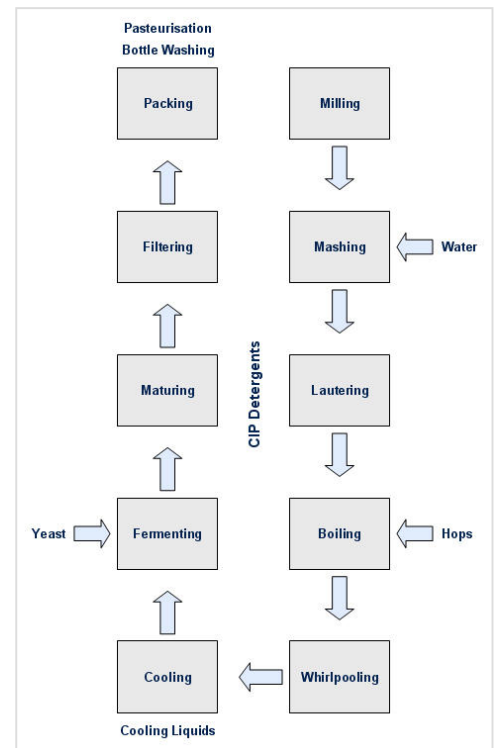 Pasteurisation
Bottle Washing
Packing
Milling
Filtering
Mashing
Water
Maturing
CIP Detergents
Lautering
Yeast
Fermenting
Boiling
Hops
Cooling
Whirlpooling
Cooling Liquids